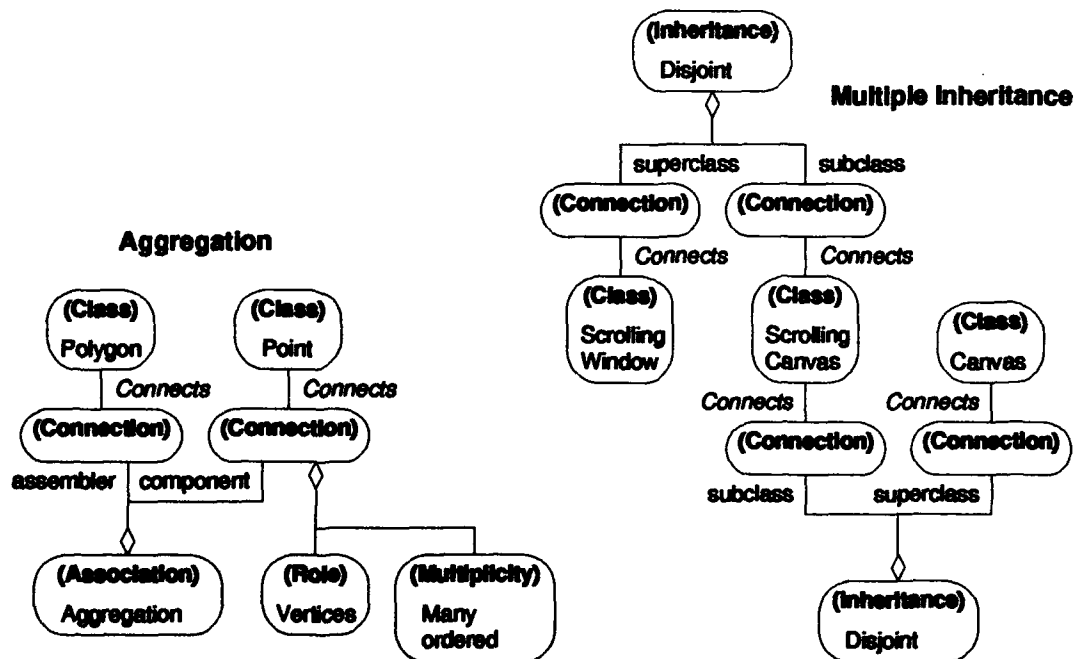 Aggregation
(Class)
Polygon
(Class)
Point
Connects
Connects
(Connection)
(Connection)
assembler
component
(Association)
Aggregation
(Role)
Vertices
(Multiplicity)
Many
ordered
(Inheritance)
Disjoint
Multiple Inheritance
superclass
subclass
(Connection)
(Connection)
Connects
Connects
(Class)
Scrolling
Window
(Class)
Scrolling
Canvas
(Class)
Canvas
Connects
Connects
(Connection)
(Connection)
subclass
superclass
(Inheritance)
Disjoint